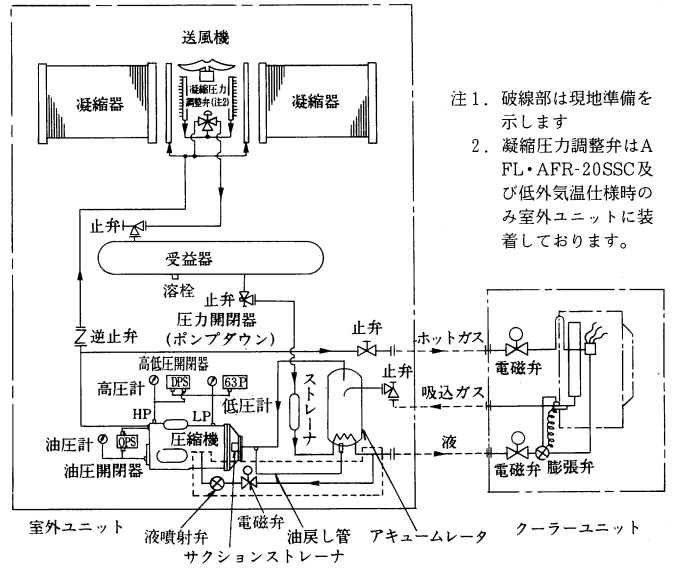 送風機
凝縮器
凝縮圧力
調整弁(注2)
凝縮器
注1. 破線部は現地準備を
示します
2. 凝縮圧力調整弁はA
FL・AFR-20SSC及
び低外気温仕様時の
み室外ユニットに装
着しております。
止弁
受益器
溶栓
止弁
圧力開閉器
(ポンプダウン)
逆止弁
止弁
ホットガス
電磁弁
高低圧開閉器
高圧計
DPS
63P
低圧計
ストレーナ
止弁
吸込ガス
HP
LP
油圧計
OPS
圧縮機
油圧開閉器
液
電磁弁
膨張弁
室外ユニット
液噴射弁
電磁弁
サクションストレーナ
油戻し管
アキュームレータ
クーラーユニット